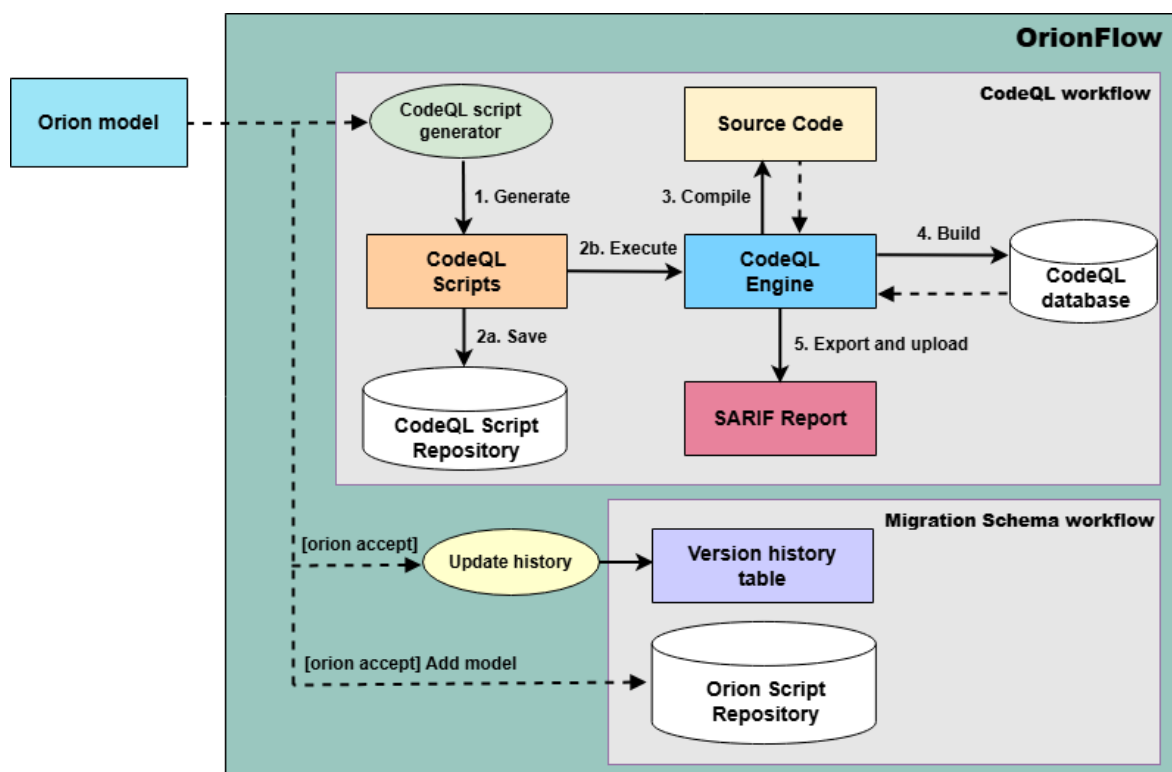 OrionFlow
CodeQL workflow
Orion model
CodeQL script
generator
Source Code
1. Generate
3. Compile
CodeQL
Scripts
2b. Execute
CodeQL
Engine
4. Build
CodeQL
database
2a. Save
5. Export and upload
CodeQL Script
Repository
SARIF Report
Migration Schema workflow
[orion accept]
Update history
Version history
table
[orion accept] Add model
Orion Script
Repository